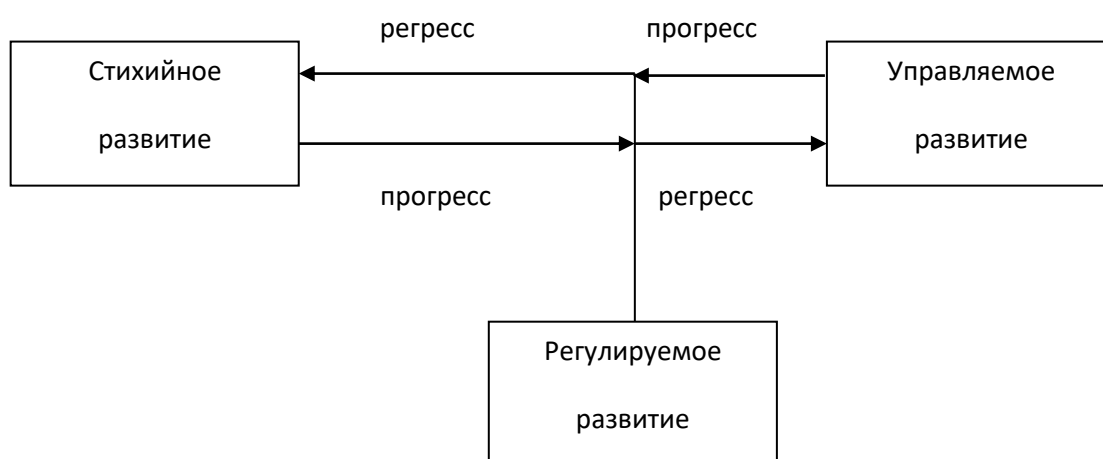 регресс
прогресс
Стихийное
развитие
Управляемое
развитие
прогресс
регресс
Регулируемое
развитие